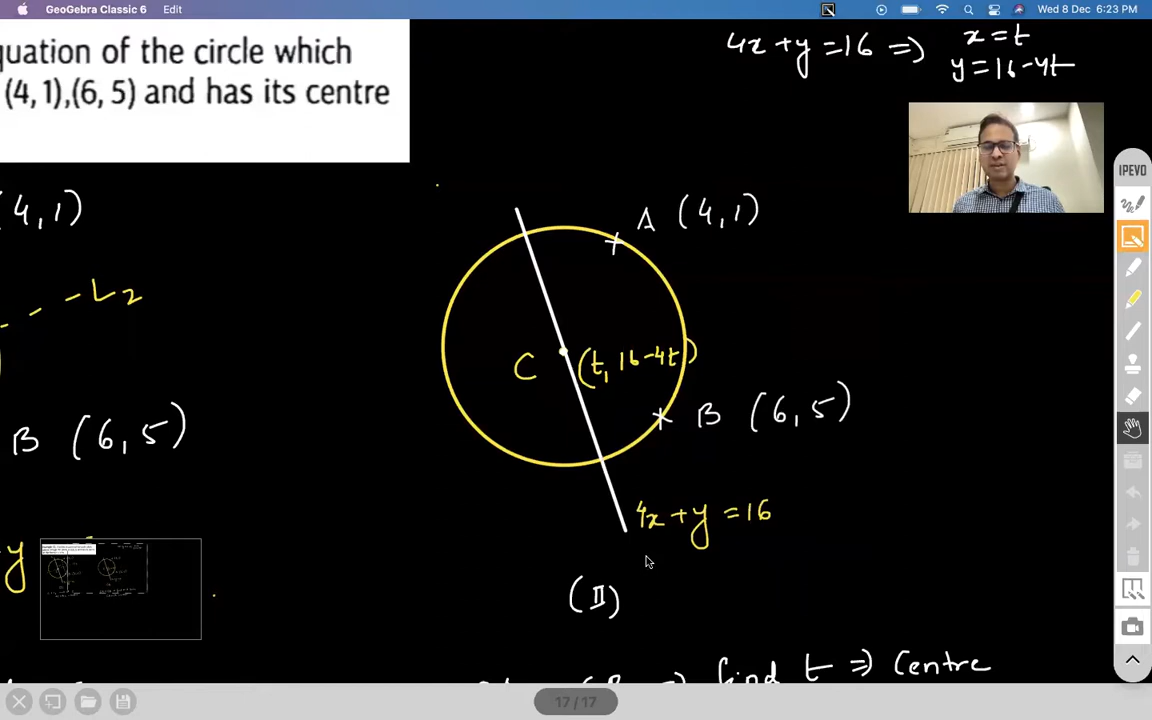 GeoGebra Classic 6 Edit Wed 8 Dec 6:23 PM
quation of the circle which
(4, 1),(6, 5) and has its centre
4x+y=16 => x=t
y=16-4t
IPEVO
(4,1)
A (4,1)
--L2
C (t, 16-4t)
B (6,5)
B (6,5)
4x+y=16
y
(II)
find t => Centre
17 / 17